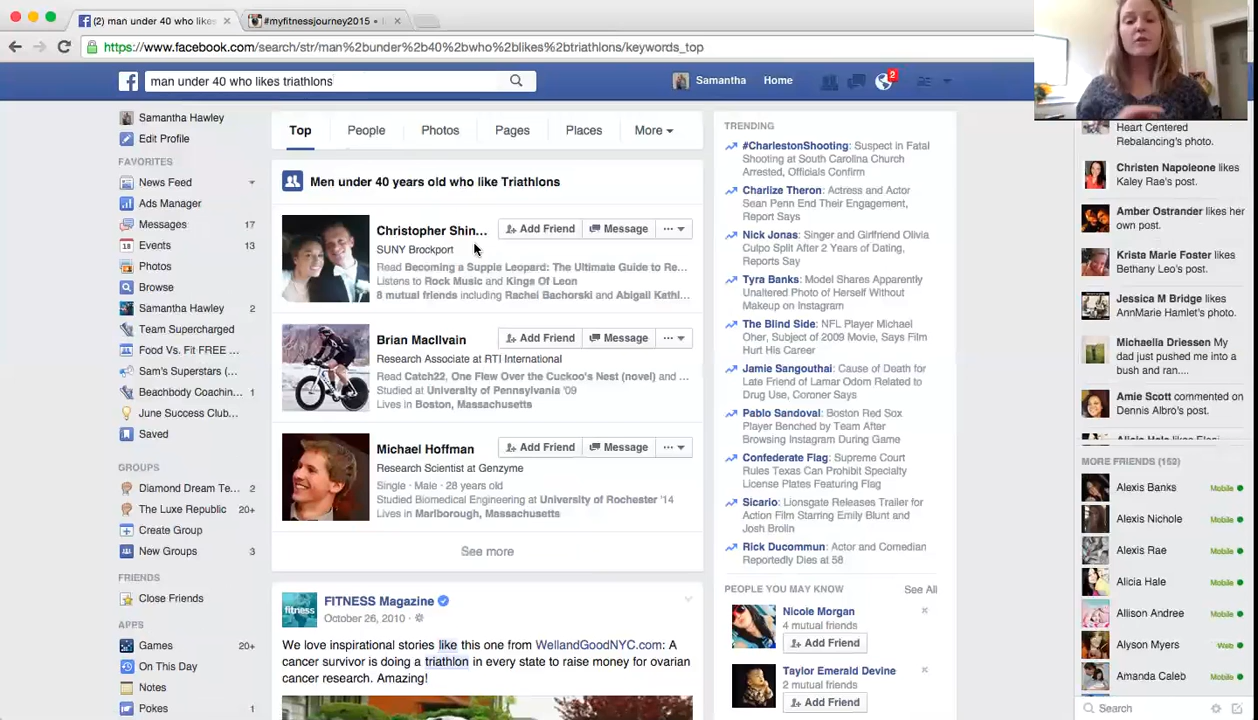 (2) man under 40 who likes
#myfitnessjourney2015 •
https://www.facebook.com/search/str/man%2bunder%2b40%2bwho%2blikes%2btriathlons/keywords_top
man under 40 who likes triathlons
Samantha
Home
2
Samantha Hawley
Edit Profile
FAVORITES
News Feed
Ads Manager
Messages 17
Events 13
Photos
Browse
Samantha Hawley 2
Team Supercharged
Food Vs. Fit FREE ...
Sam's Superstars (...
Beachbody Coachin... 1
June Success Club...
Saved
GROUPS
Diamond Dream Te... 2
The Luxe Republic 20+
Create Group
New Groups 3
FRIENDS
Close Friends
APPS
Games 20+
On This Day
Notes
Pokes 1
Top People Photos Pages Places More
Men under 40 years old who like Triathlons
Christopher Shin...
Add Friend Message ...
SUNY Brockport
Read Becoming a Supple Leopard: The Ultimate Guide to Re...
Listens to Rock Music and Kings Of Leon
8 mutual friends including Rachel Bachorski and Abigail Kathl...
Brian MacIlvain
Add Friend Message ...
Research Associate at RTI International
Read Catch22, One Flew Over the Cuckoo's Nest (novel) and ...
Studied at University of Pennsylvania '09
Lives in Boston, Massachusetts
Michael Hoffman
Add Friend Message ...
Research Scientist at Genzyme
Single · Male · 28 years old
Studied Biomedical Engineering at University of Rochester '14
Lives in Marlborough, Massachusetts
See more
FITNESS Magazine
October 26, 2010 ·
fitness
We love inspirational stories like this one from WellandGoodNYC.com: A
cancer survivor is doing a triathlon in every state to raise money for ovarian
cancer research. Amazing!
TRENDING
#CharlestonShooting: Suspect in Fatal
Shooting at South Carolina Church
Arrested, Officials Confirm
Charlize Theron: Actress and Actor
Sean Penn End Their Engagement,
Report Says
Nick Jonas: Singer and Girlfriend Olivia
Culpo Split After 2 Years of Dating,
Reports Say
Tyra Banks: Model Shares Apparently
Unaltered Photo of Herself Without
Makeup on Instagram
The Blind Side: NFL Player Michael
Oher, Subject of 2009 Movie, Says Film
Hurt His Career
Jamie Sangouthai: Cause of Death for
Late Friend of Lamar Odom Related to
Drug Use, Coroner Says
Pablo Sandoval: Boston Red Sox
Player Benched by Team After
Browsing Instagram During Game
Confederate Flag: Supreme Court
Rules Texas Can Prohibit Specialty
License Plates Featuring Flag
Sicario: Lionsgate Releases Trailer for
Action Film Starring Emily Blunt and
Josh Brolin
Rick Ducommun: Actor and Comedian
Reportedly Dies at 58
PEOPLE YOU MAY KNOW See All
Nicole Morgan
4 mutual friends
Add Friend
Taylor Emerald Devine
2 mutual friends
Add Friend
Heart Centered
Rebalancing's photo.
Christen Napoleone likes
Kaley Rae's post.
Amber Ostrander likes her
own post.
Krista Marie Foster likes
Bethany Leo's post.
Jessica M Bridge likes
AnnMarie Hamlet's photo.
Michaella Driessen My
dad just pushed me into a
bush and ran....
Amie Scott commented on
Dennis Albro's post.
MORE FRIENDS (152)
Alexis Banks Mobile
Alexis Nichole Mobile
Alexis Rae Mobile
Alicia Hale Mobile
Allison Andree Mobile
Alyson Myers Web
Amanda Caleb Mobile
Search